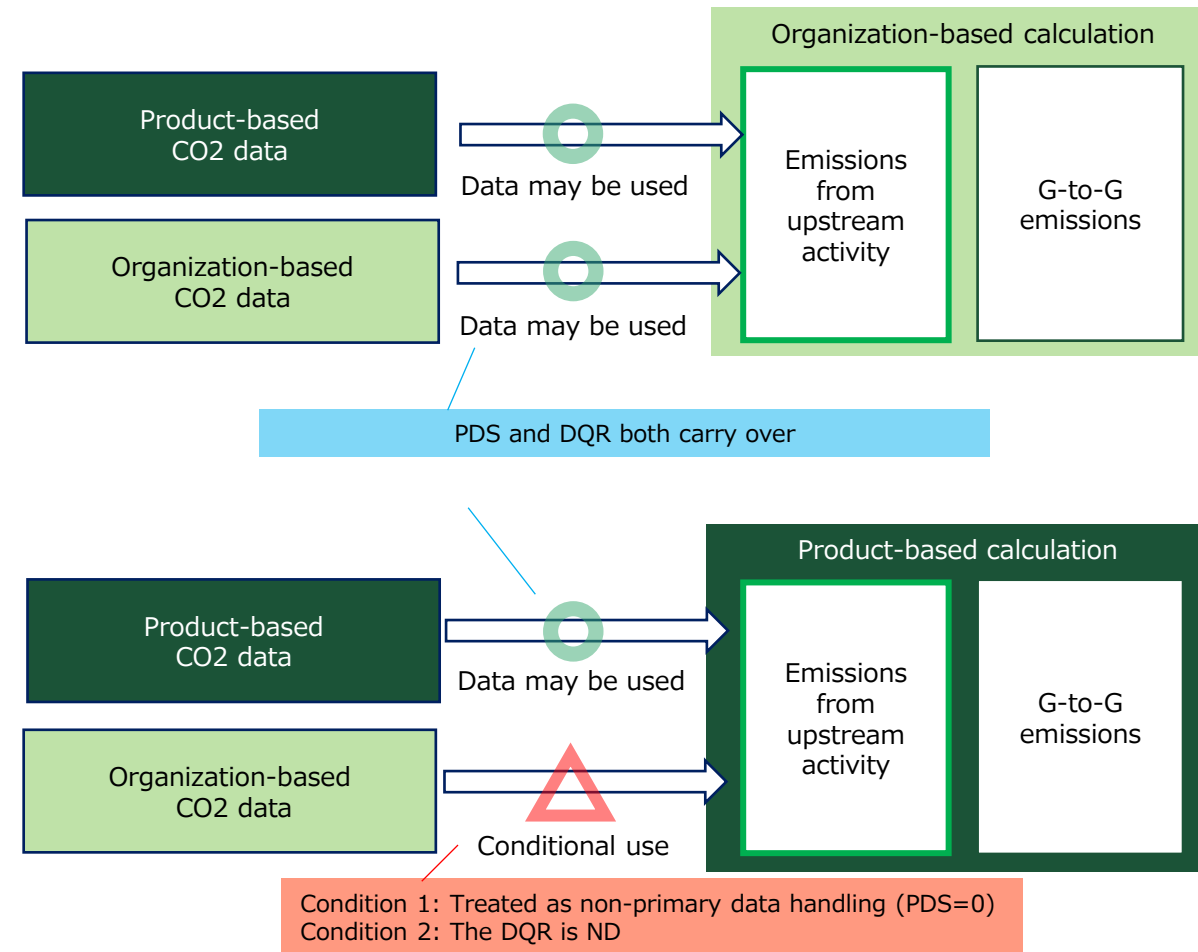 Organization-based calculation
Product-based
CO2 data
Data may be used
Organization-based
CO2 data
Data may be used
Emissions
from
upstream
activity
G-to-G
emissions
PDS and DQR both carry over
Product-based calculation
Product-based
CO2 data
Data may be used
Organization-based
CO2 data
Conditional use
Emissions
from
upstream
activity
G-to-G
emissions
Condition 1: Treated as non-primary data handling (PDS=0)
Condition 2: The DQR is ND